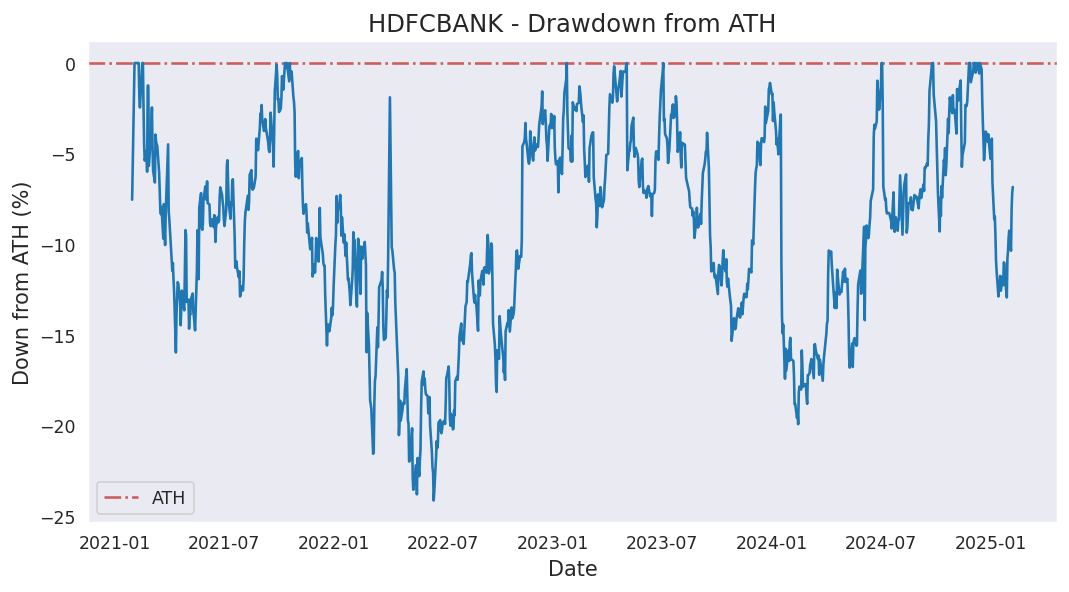 HDFCBANK - Drawdown from ATH
Down from ATH (%)
0
−5
−10
−15
−20
−25
ATH
2021-01 2021-07 2022-01 2022-07 2023-01 2023-07 2024-01 2024-07 2025-01
Date